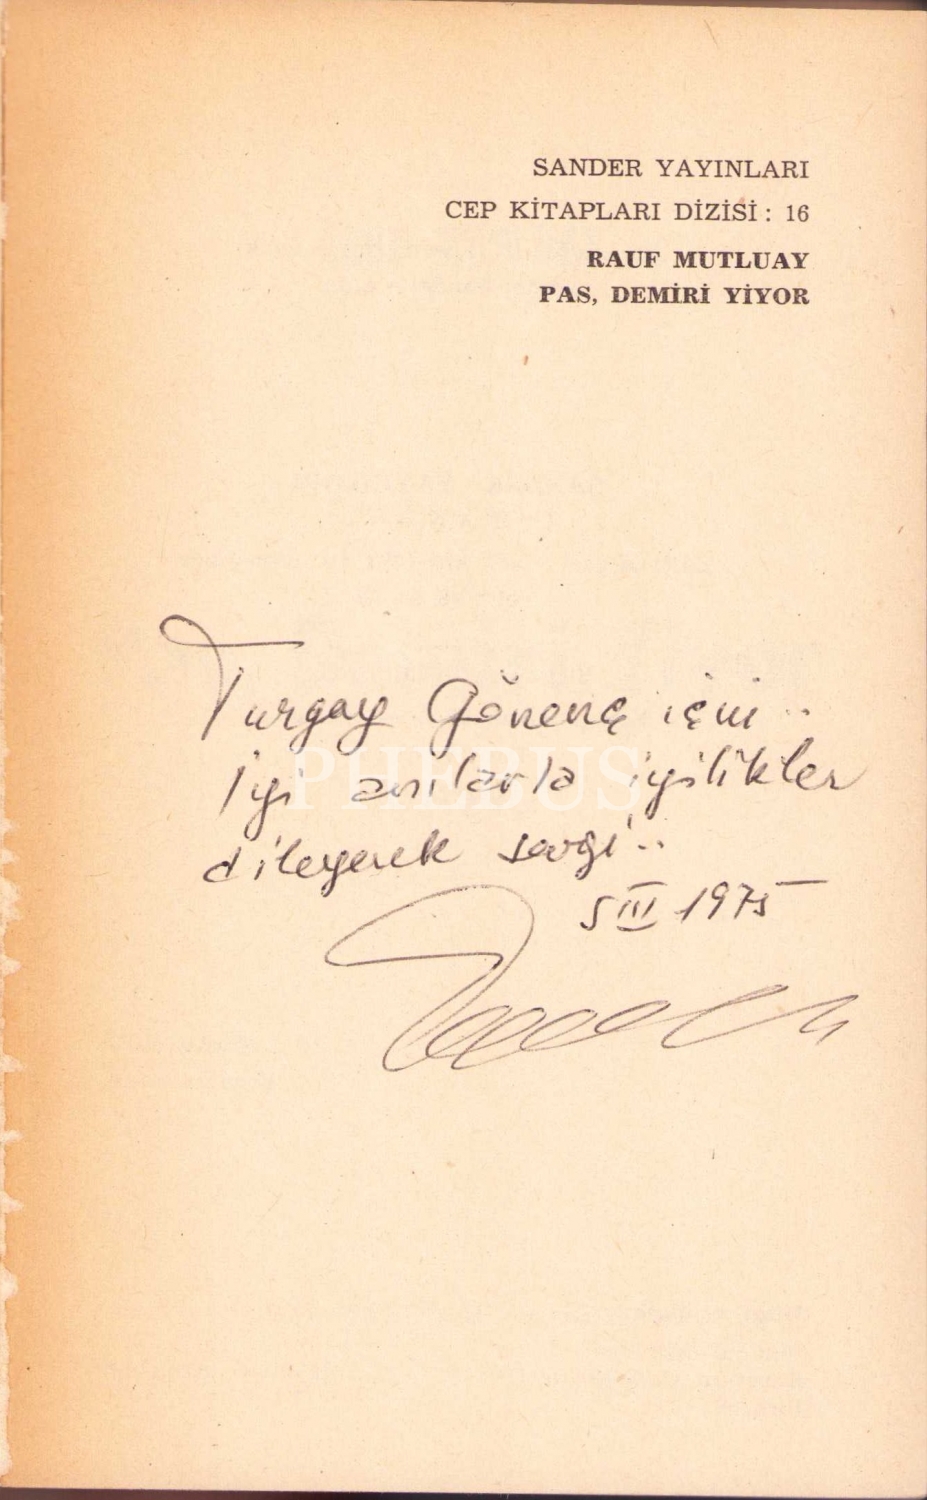 SANDER YAYINLARI
CEP KİTAPLARI DİZİSİ : 16
RAUF MUTLUAY
PAS, DEMİRİ YİYOR
Turgay Gönenç için..
İyi anılarla iyilikler
PHEBUS
dileyerek sevgi..
5 III 1975